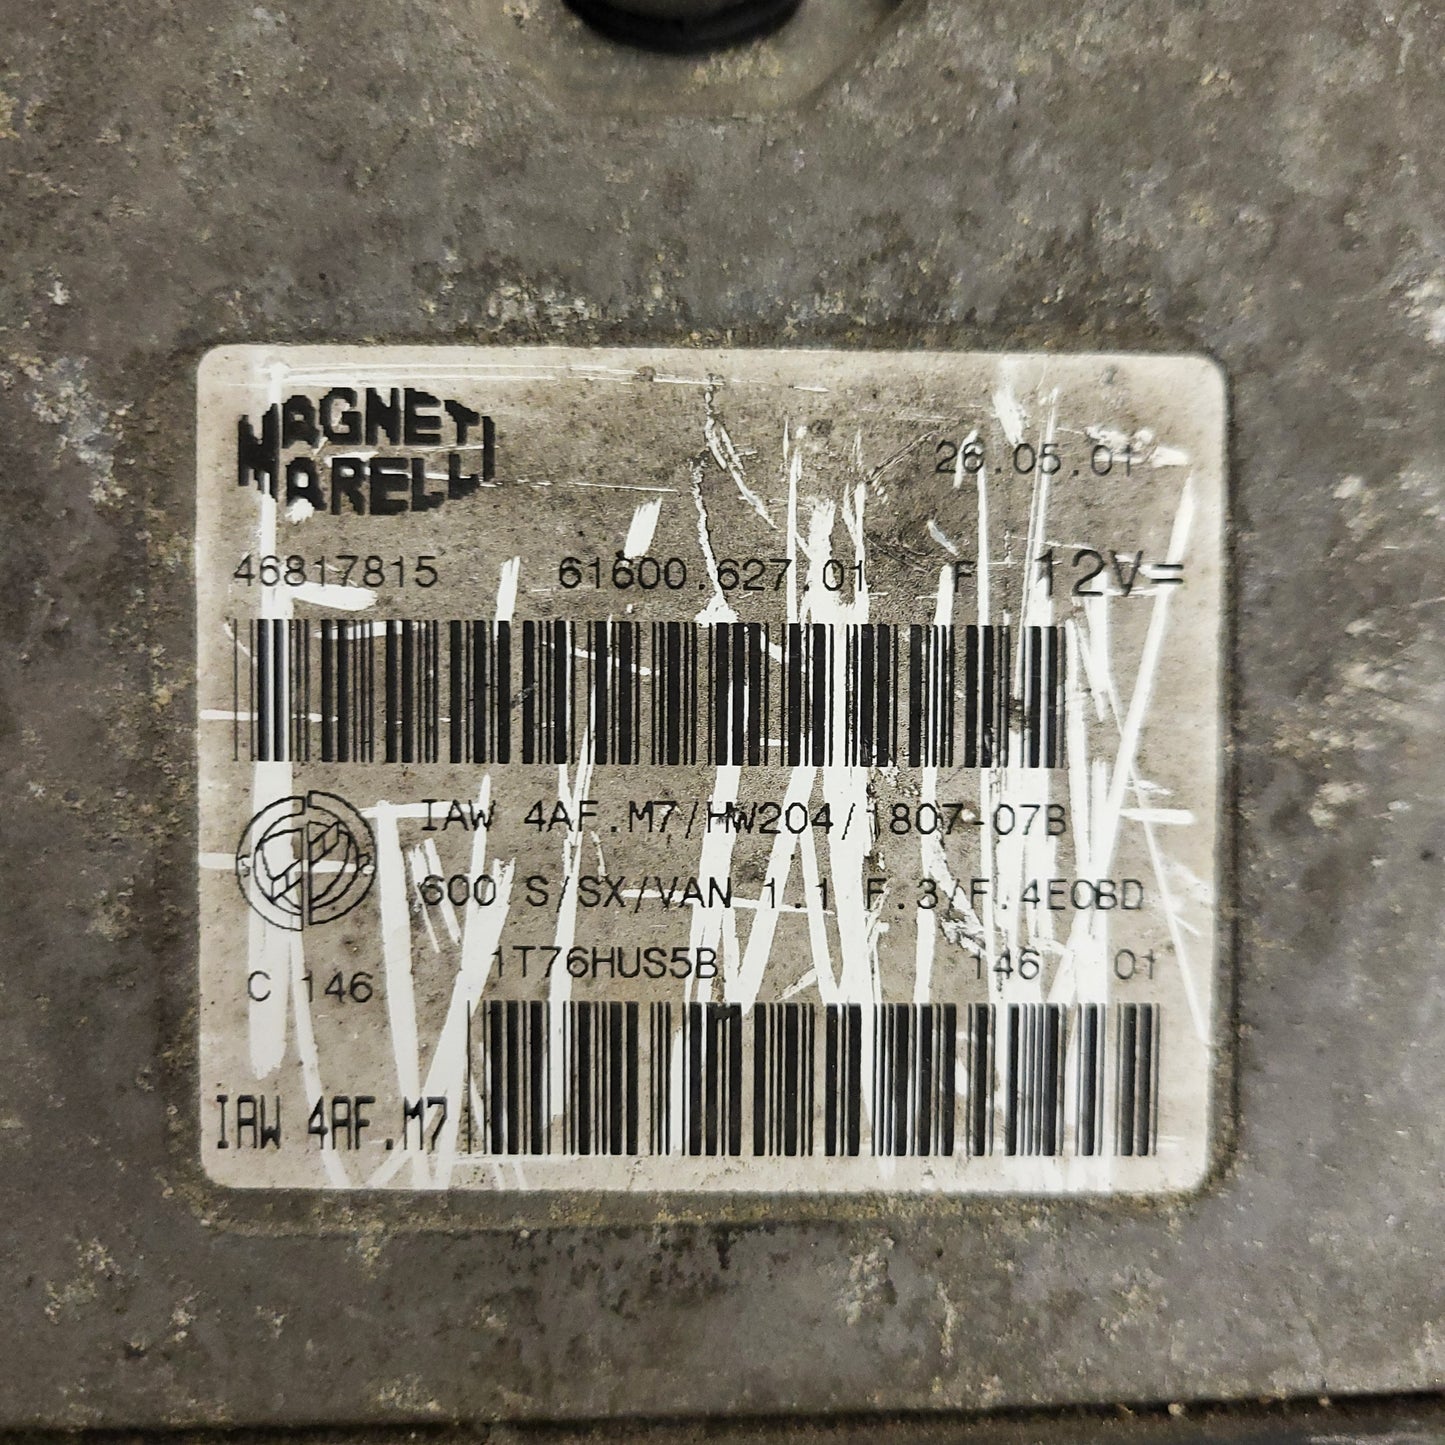 MAGNETI
MARELLI
26.05.01
46817815 61600.627.01 F 12V=
IAW 4AF.M7/HW204/1807-07B
600 S/SX/VAN 1.1 F.3/F.4EOBD
1T76HUS5B 146 01
C 146
IAW 4AF.M7